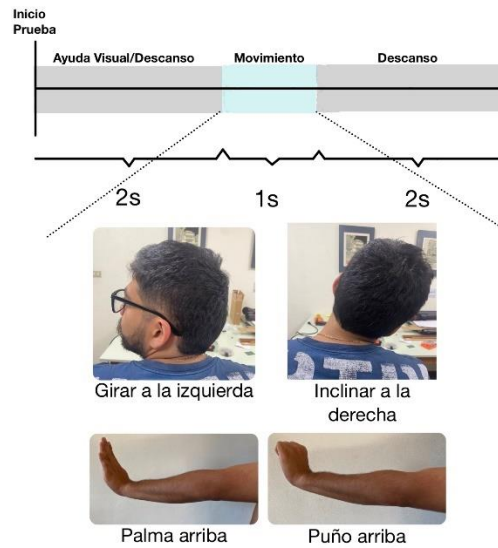 Inicio
Prueba
Ayuda Visual/Descanso
Movimiento
Descanso
2s
1s
2s
Girar a la izquierda
Inclinar a la
derecha
Palma arriba
Puño arriba